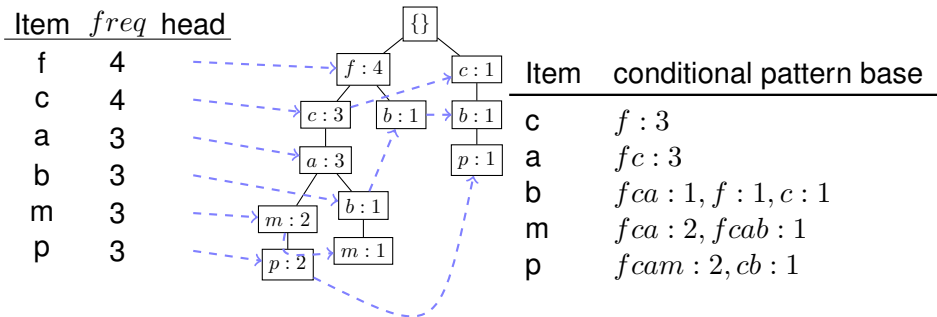 Item freq head
f 4
c 4
a 3
b 3
m 3
p 3
{}
f : 4
c : 1
c : 3
b : 1
b : 1
a : 3
p : 1
m : 2
b : 1
p : 2
m : 1
Item conditional pattern base
c f : 3
a fc : 3
b fca : 1, f : 1, c : 1
m fca : 2, fcab : 1
p fcam : 2, cb : 1